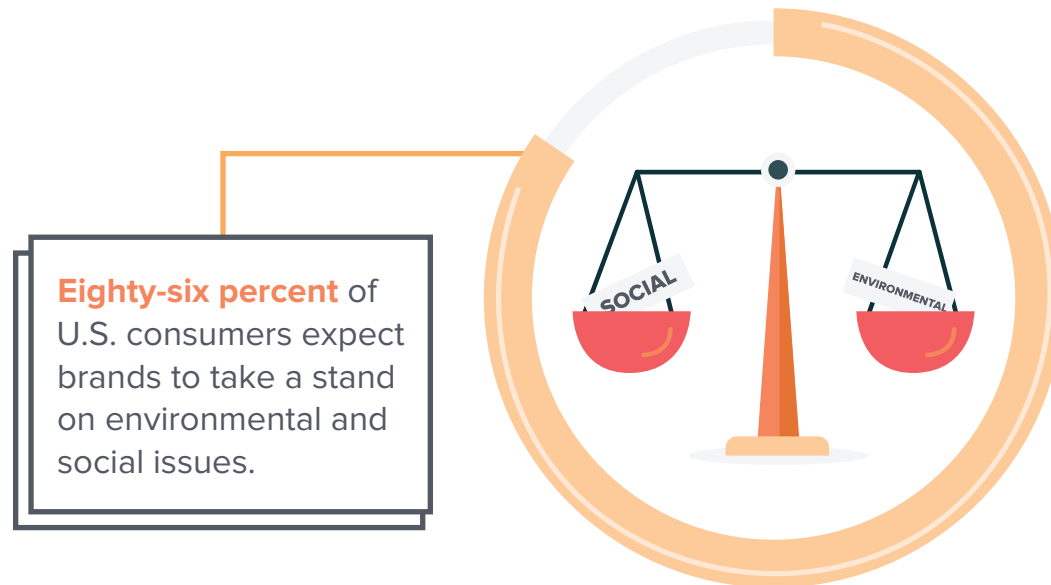 Eighty-six percent of
U.S. consumers expect
brands to take a stand
on environmental and
social issues.
SOCIAL
ENVIRONMENTAL